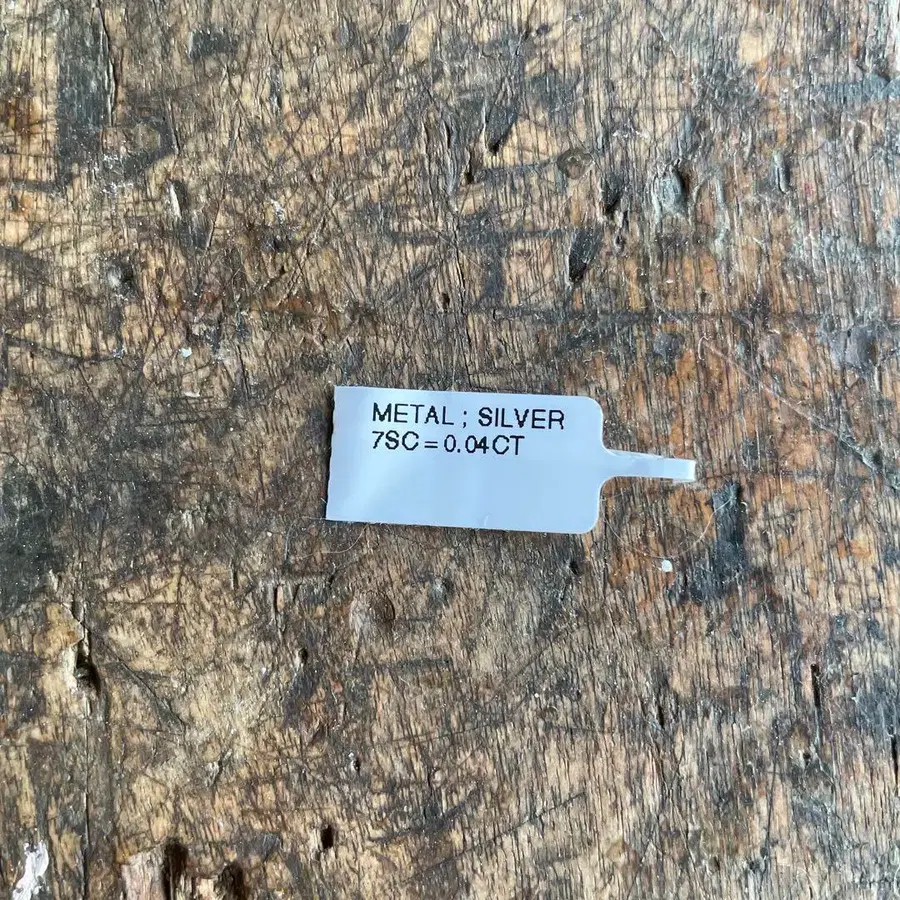 METAL ; SILVER
7SC = 0.04CT